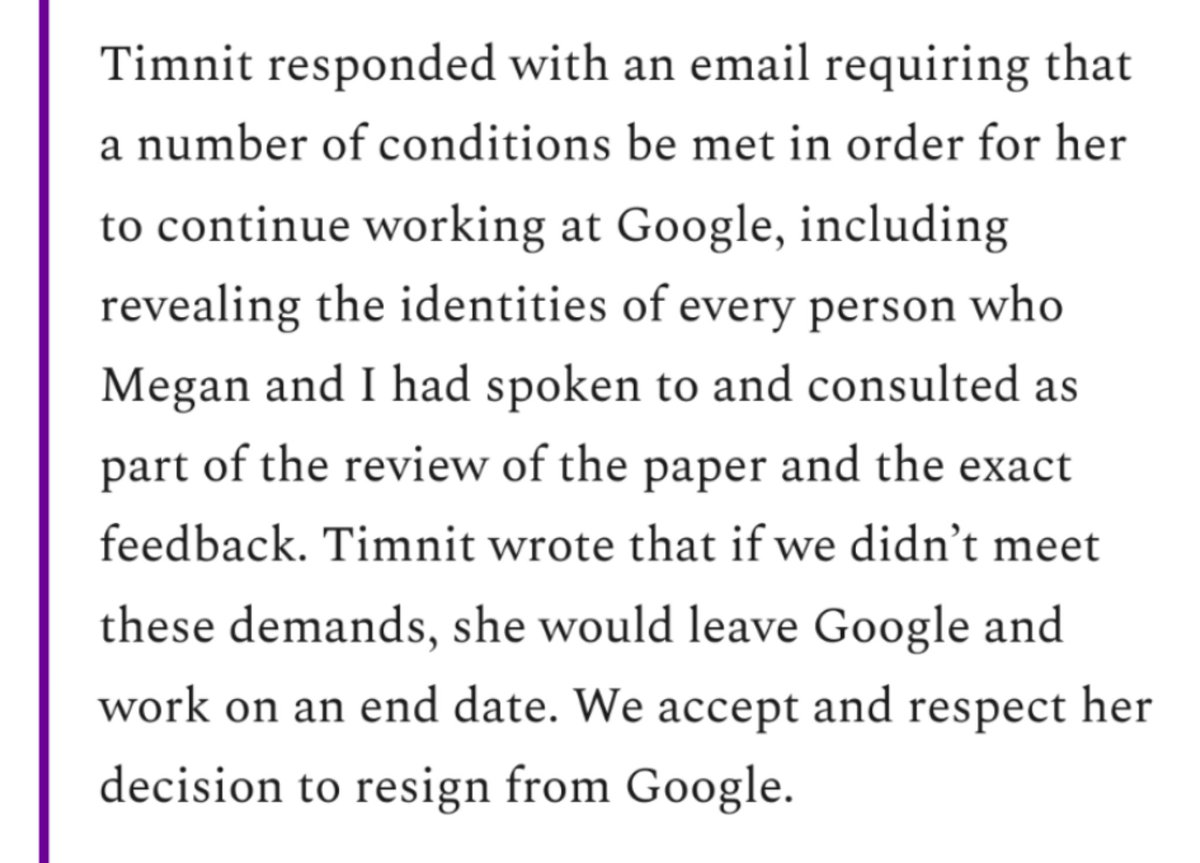 Timnit responded with an email requiring that
a number of conditions be met in order for her
to continue working at Google, including
revealing the identities of every person who
Megan and I had spoken to and consulted as
part of the review of the paper and the exact
feedback. Timnit wrote that if we didn’t meet
these demands, she would leave Google and
work on an end date. We accept and respect her
decision to resign from Google.